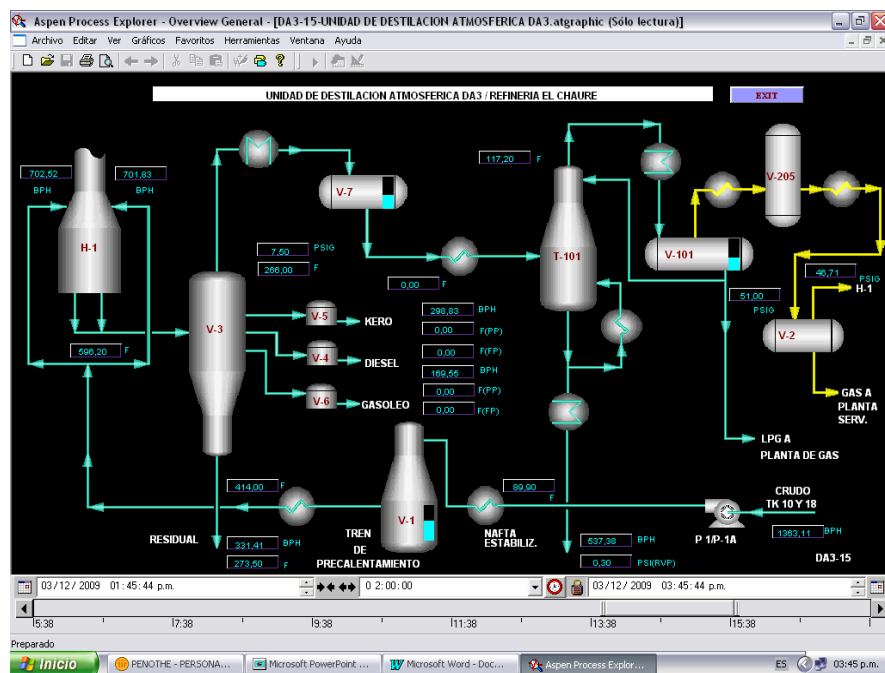 Aspen Process Explorer - Overview General - [DA3-15-UNIDAD DE DESTILACION ATMOSFERICA DA3.atgraphic (Sólo lectura)]
Archivo Editar Ver Gráficos Favoritos Herramientas Ventana Ayuda
UNIDAD DE DESTILACION ATMOSFERICA DA3 / REFINERIA EL CHAURE
EXIT
702,52
BPH
701,83
BPH
H-1
596,20 F
V-7
7,50 PSIG
266,00 F
0,00 F
V-3
V-5
KERO
V-4
DIESEL
V-6
GASOLEO
298,83 BPH
0,00 F(PP)
0,00 F(FP)
169,55 BPH
0,00 F(PP)
0,00 F(FP)
117,20 F
T-101
V-101
V-205
51,00
PSIG
46,71
PSIG
H-1
V-2
GAS A
PLANTA
SERV.
LPG A
PLANTA DE GAS
414,00 F
V-1
89,90
F
RESIDUAL
331,41 BPH
273,50 F
TREN
DE
PRECALENTAMIENTO
NAFTA
ESTABILIZ.
537,38 BPH
0,30 PSI(RVP)
P 1/P-1A
CRUDO
TK 10 Y 18
1363,11 BPH
DA3-15
03/12/2009 01:45:44 p.m.
0 2:00:00
03/12/2009 03:45:44 p.m.
15:38 17:38 19:38 11:38 13:38 15:38
Preparado
Inicio
PENOTHE - PERSONA...
Microsoft PowerPoint ...
Microsoft Word - Doc...
Aspen Process Explor...
ES
03:45 p.m.